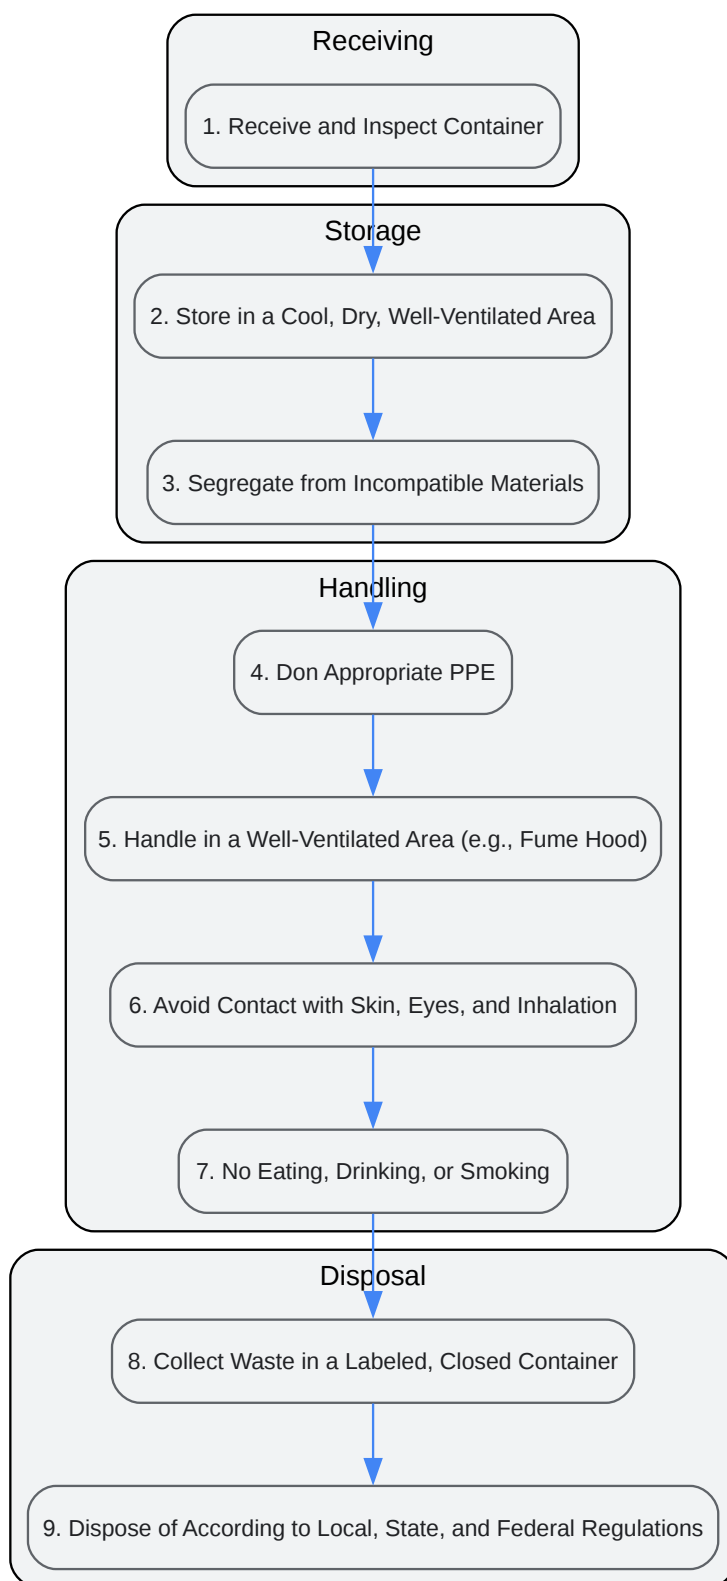 Receiving
1. Receive and Inspect Container
Storage
2. Store in a Cool, Dry, Well-Ventilated Area
3. Segregate from Incompatible Materials
Handling
4. Don Appropriate PPE
5. Handle in a Well-Ventilated Area (e.g., Fume Hood)
6. Avoid Contact with Skin, Eyes, and Inhalation
7. No Eating, Drinking, or Smoking
Disposal
8. Collect Waste in a Labeled, Closed Container
9. Dispose of According to Local, State, and Federal Regulations